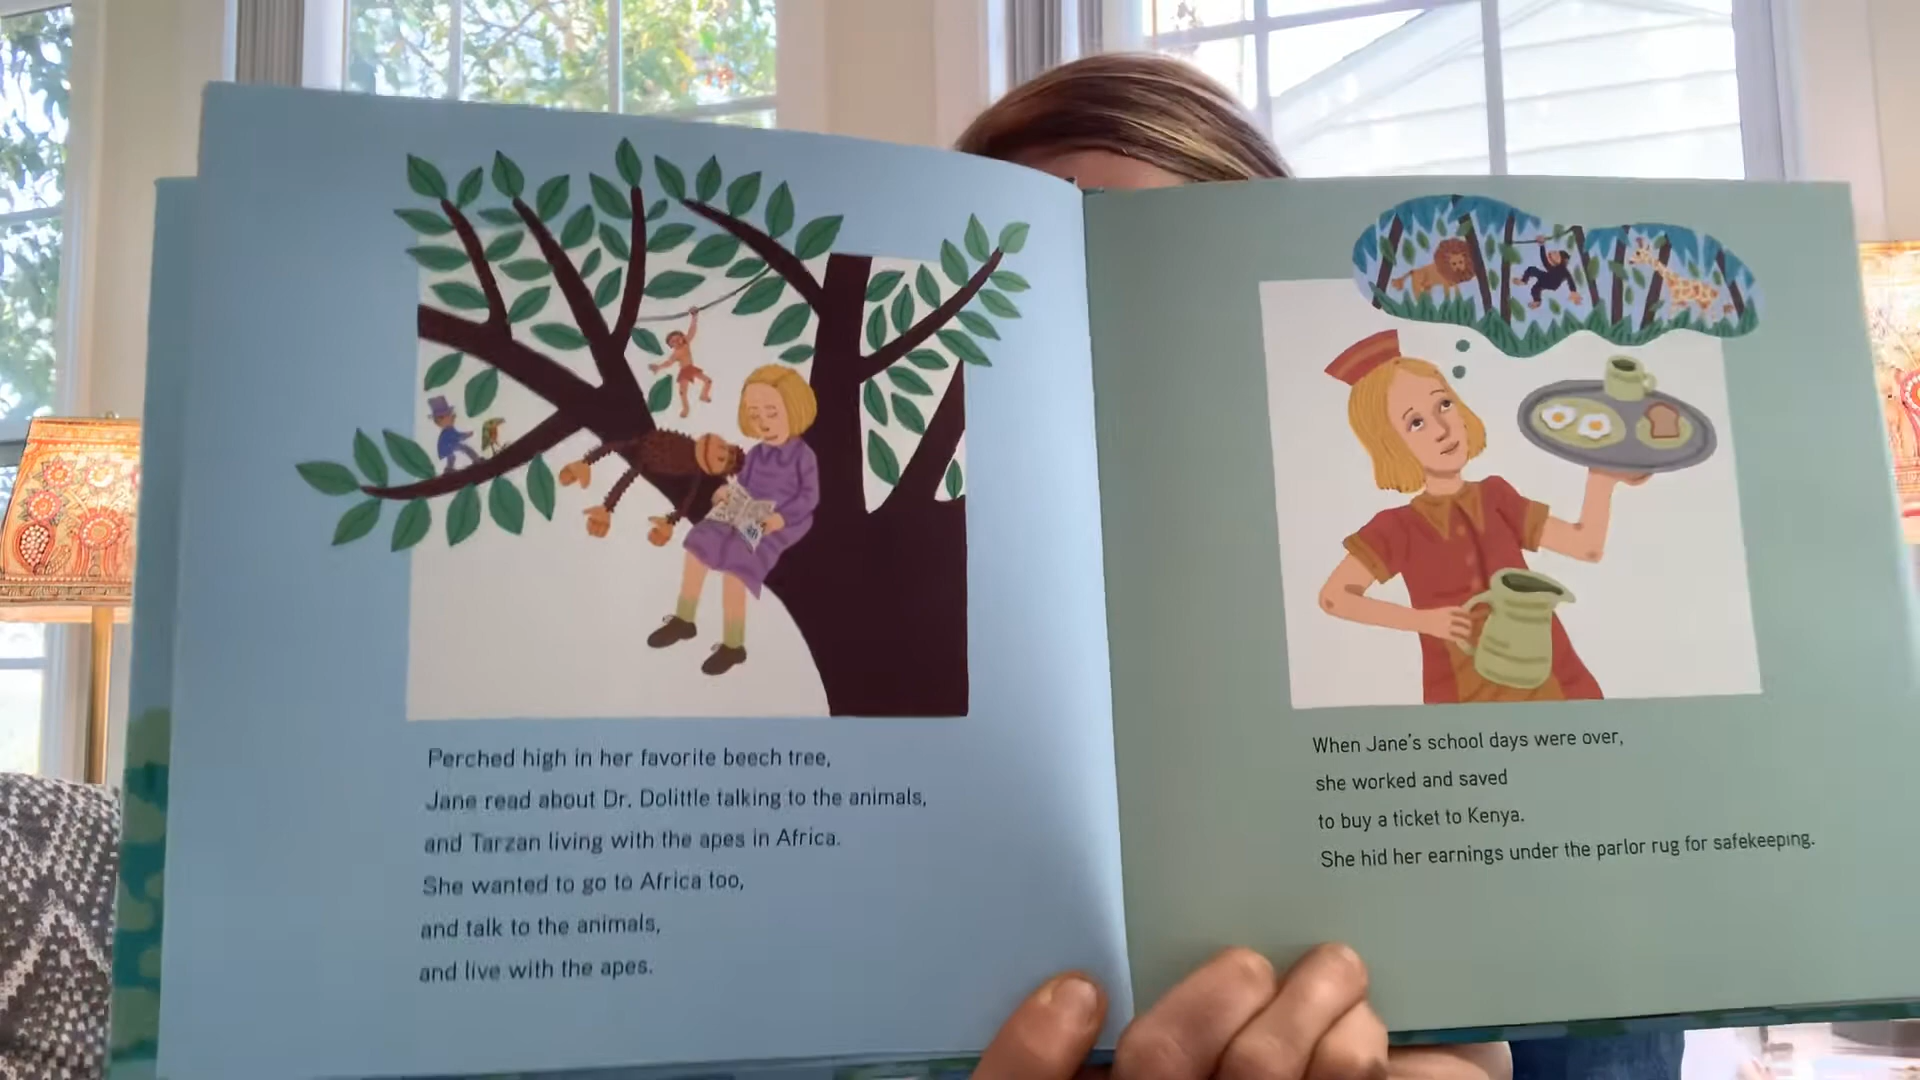 Perched high in her favorite beech tree,
Jane read about Dr. Dolittle talking to the animals,
and Tarzan living with the apes in Africa.
She wanted to go to Africa too,
and talk to the animals,
and live with the apes.
When Jane's school days were over,
she worked and saved
to buy a ticket to Kenya.
She hid her earnings under the parlor rug for safekeeping.